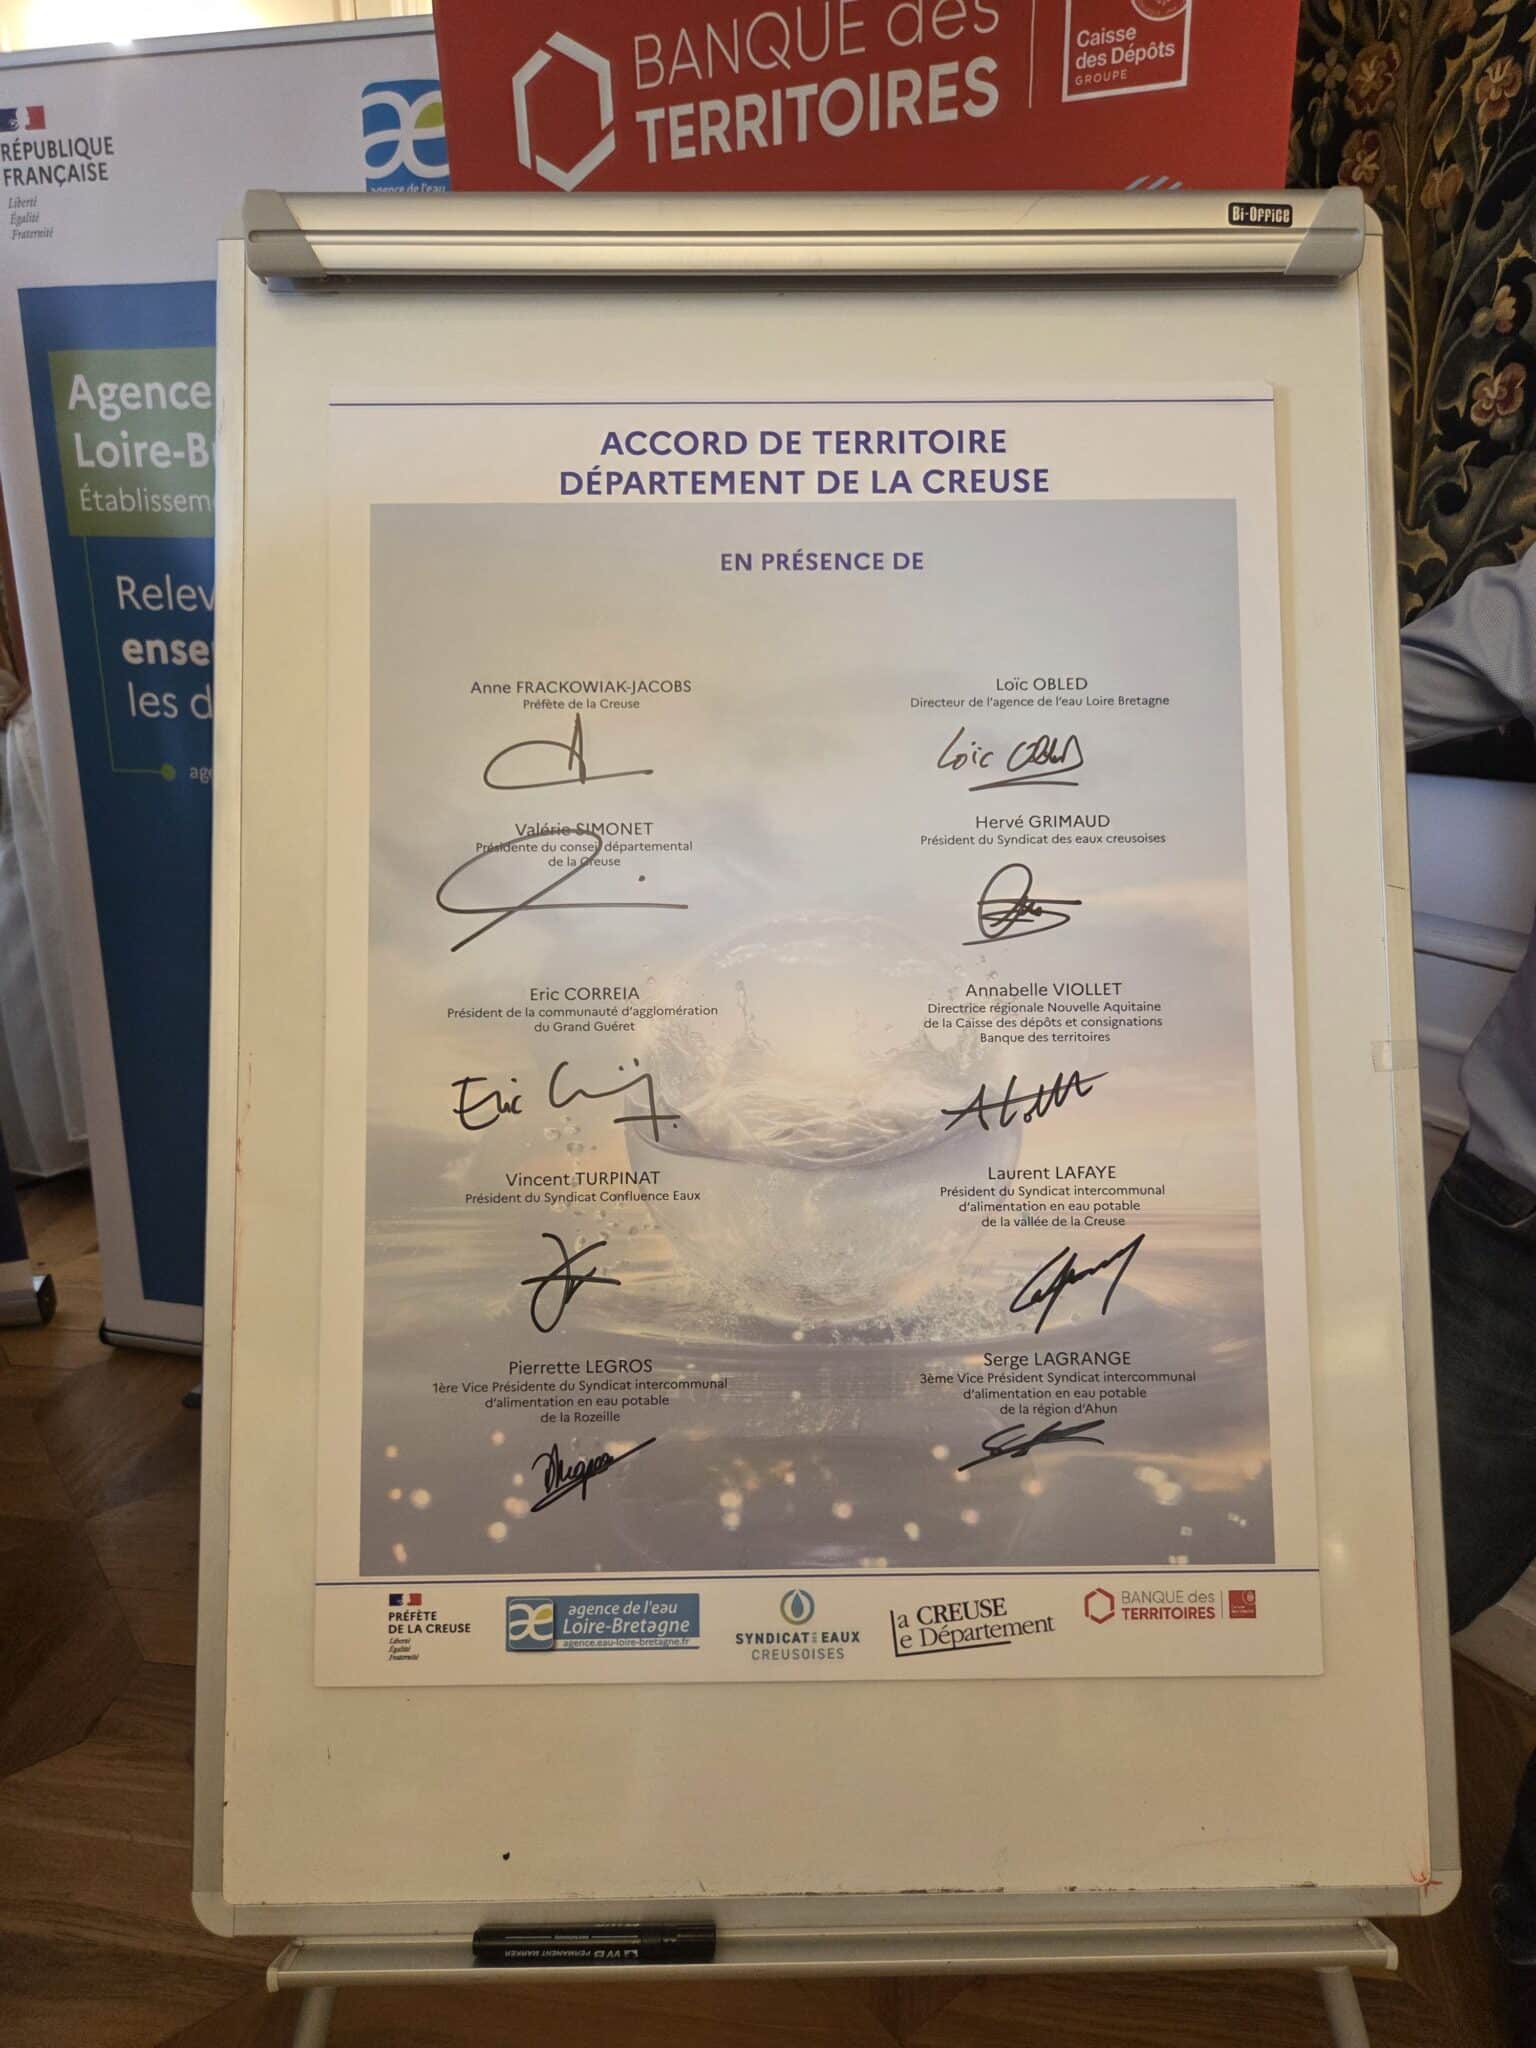 BANQUE des
TERRITOIRES
Caisse
des Dépôts
GROUPE
RÉPUBLIQUE
FRANÇAISE
Liberté
Égalité
Fraternité
agence de l'eau
Bi-Office
Agence
Loire-B
Établissem
Relev
ense
les d
ag
ACCORD DE TERRITOIRE
DÉPARTEMENT DE LA CREUSE
EN PRÉSENCE DE
Anne FRACKOWIAK-JACOBS
Préfète de la Creuse
Loïc OBLED
Directeur de l'agence de l'eau Loire Bretagne
Loïc OBLED
Valérie SIMONET
Présidente du conseil départemental
de la Creuse
Hervé GRIMAUD
Président du Syndicat des eaux creusoises
Eric CORREIA
Président de la communauté d'agglomération
du Grand Guéret
Eric
Annabelle VIOLLET
Directrice régionale Nouvelle Aquitaine
de la Caisse des dépôts et consignations
Banque des territoires
Vincent TURPINAT
Président du Syndicat Confluence Eaux
Laurent LAFAYE
Président du Syndicat intercommunal
d'alimentation en eau potable
de la vallée de la Creuse
Pierrette LEGROS
1ère Vice Présidente du Syndicat intercommunal
d'alimentation en eau potable
de la Rozeille
Serge LAGRANGE
3ème Vice Président Syndicat intercommunal
d'alimentation en eau potable
de la région d'Ahun
PRÉFÈTE
DE LA CREUSE
Liberté
Égalité
Fraternité
agence de l'eau
Loire-Bretagne
agence.eau-loire-bretagne.fr
SYNDICAT DES EAUX
CREUSOISES
la CREUSE
le Département
BANQUE des
TERRITOIRES
PERMANENT MARKER